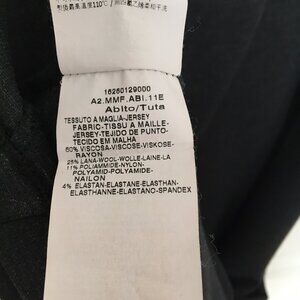 16260129000
A2.MMF.ABI.11E
Abito/Tuta
TESSUTO A MAGLIA-JERSEY
FABRIC-TISSU A MAILLE-
JERSEY-TEJIDO DE PUNTO-
TECIDO EM MALHA
60% VISCOSA-VISCOSE-VISKOSE-
RAYON
25% LANA-WOOL-WOLLE-LAINE-LÃ
11% POLIAMMIDE-NYLON-
POLYAMID-POLYAMIDE-
NAILON
4% ELASTAN-ELASTANE-ELASTHAN-
ELASTHANNE-ELASTANO-SPANDEX